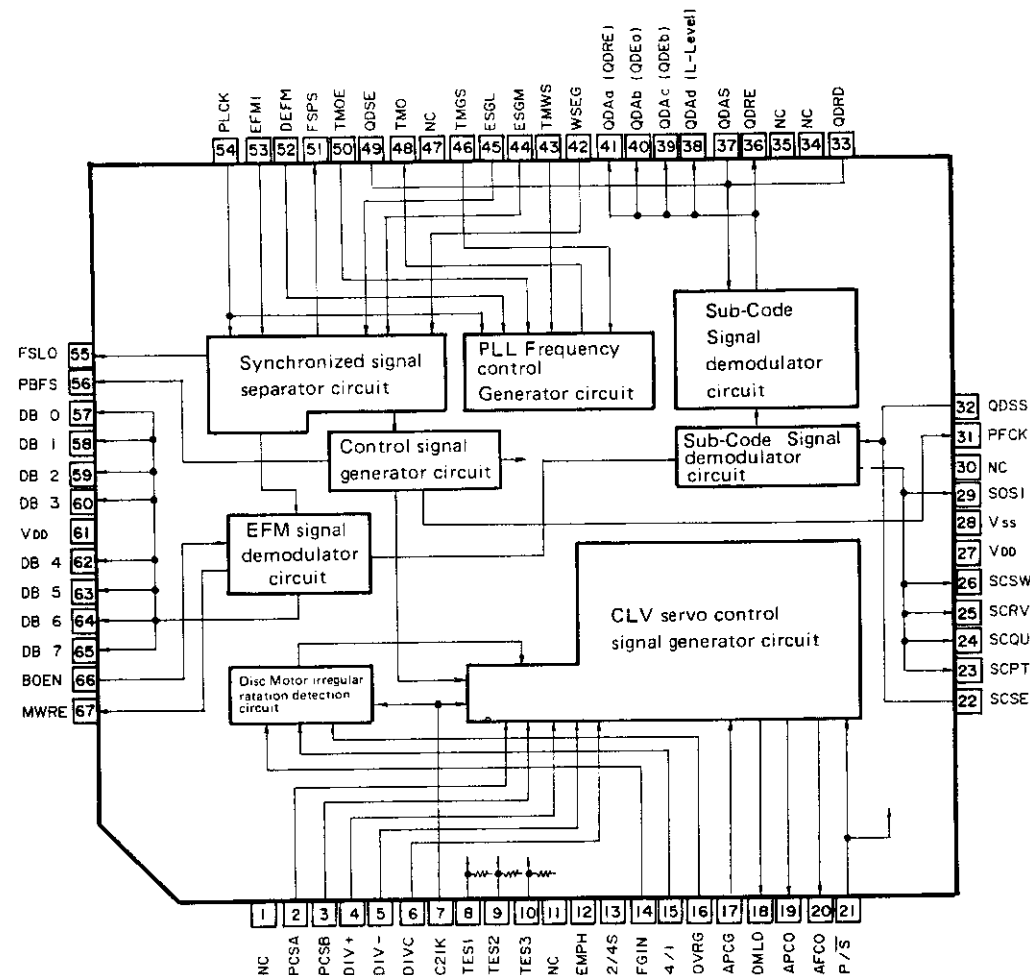 PLCK
EFMI
DEFM
FSPS
TMOE
QDSE
TMO
NC
TMGS
ESGL
ESGM
TMWS
WSEG
QDAa (QDRE)
QDAb (QDEa)
QDAc (QDEb)
QDAd (L-Level)
QDAS
QDRE
NC
NC
QDRD
54 53 52 51 50 49 48 47 46 45 44 43 42 41 40 39 38 37 36 35 34 33
FSLO 55
PBFS 56
DB 0 57
DB 1 58
DB 2 59
DB 3 60
VDD 61
DB 4 62
DB 5 63
DB 6 64
DB 7 65
BOEN 66
MWRE 67
Synchronized signal
separator circuit
PLL Frequency
control
Generator circuit
Sub-Code
Signal
demodulator
circuit
Control signal
generator circuit
Sub-Code Signal
demodulator
circuit
EFM signal
demodulator
circuit
CLV servo control
signal generator circuit
Disc Motor irregular
ratation detection
circuit
32 QDSS
31 PFCK
30 NC
29 SOSI
28 Vss
27 VDD
26 SCSW
25 SCRV
24 SCQU
23 SCPT
22 SCSE
1 2 3 4 5 6 7 8 9 10 11 12 13 14 15 16 17 18 19 20 21
NC
PCSA
PCSB
DIV+
DIV-
DIVC
C21K
TES1
TES2
TES3
NC
EMPH
2/4S
FGIN
4/1
OVRG
APCG
DMLD
APCO
AFCO
P/S̅